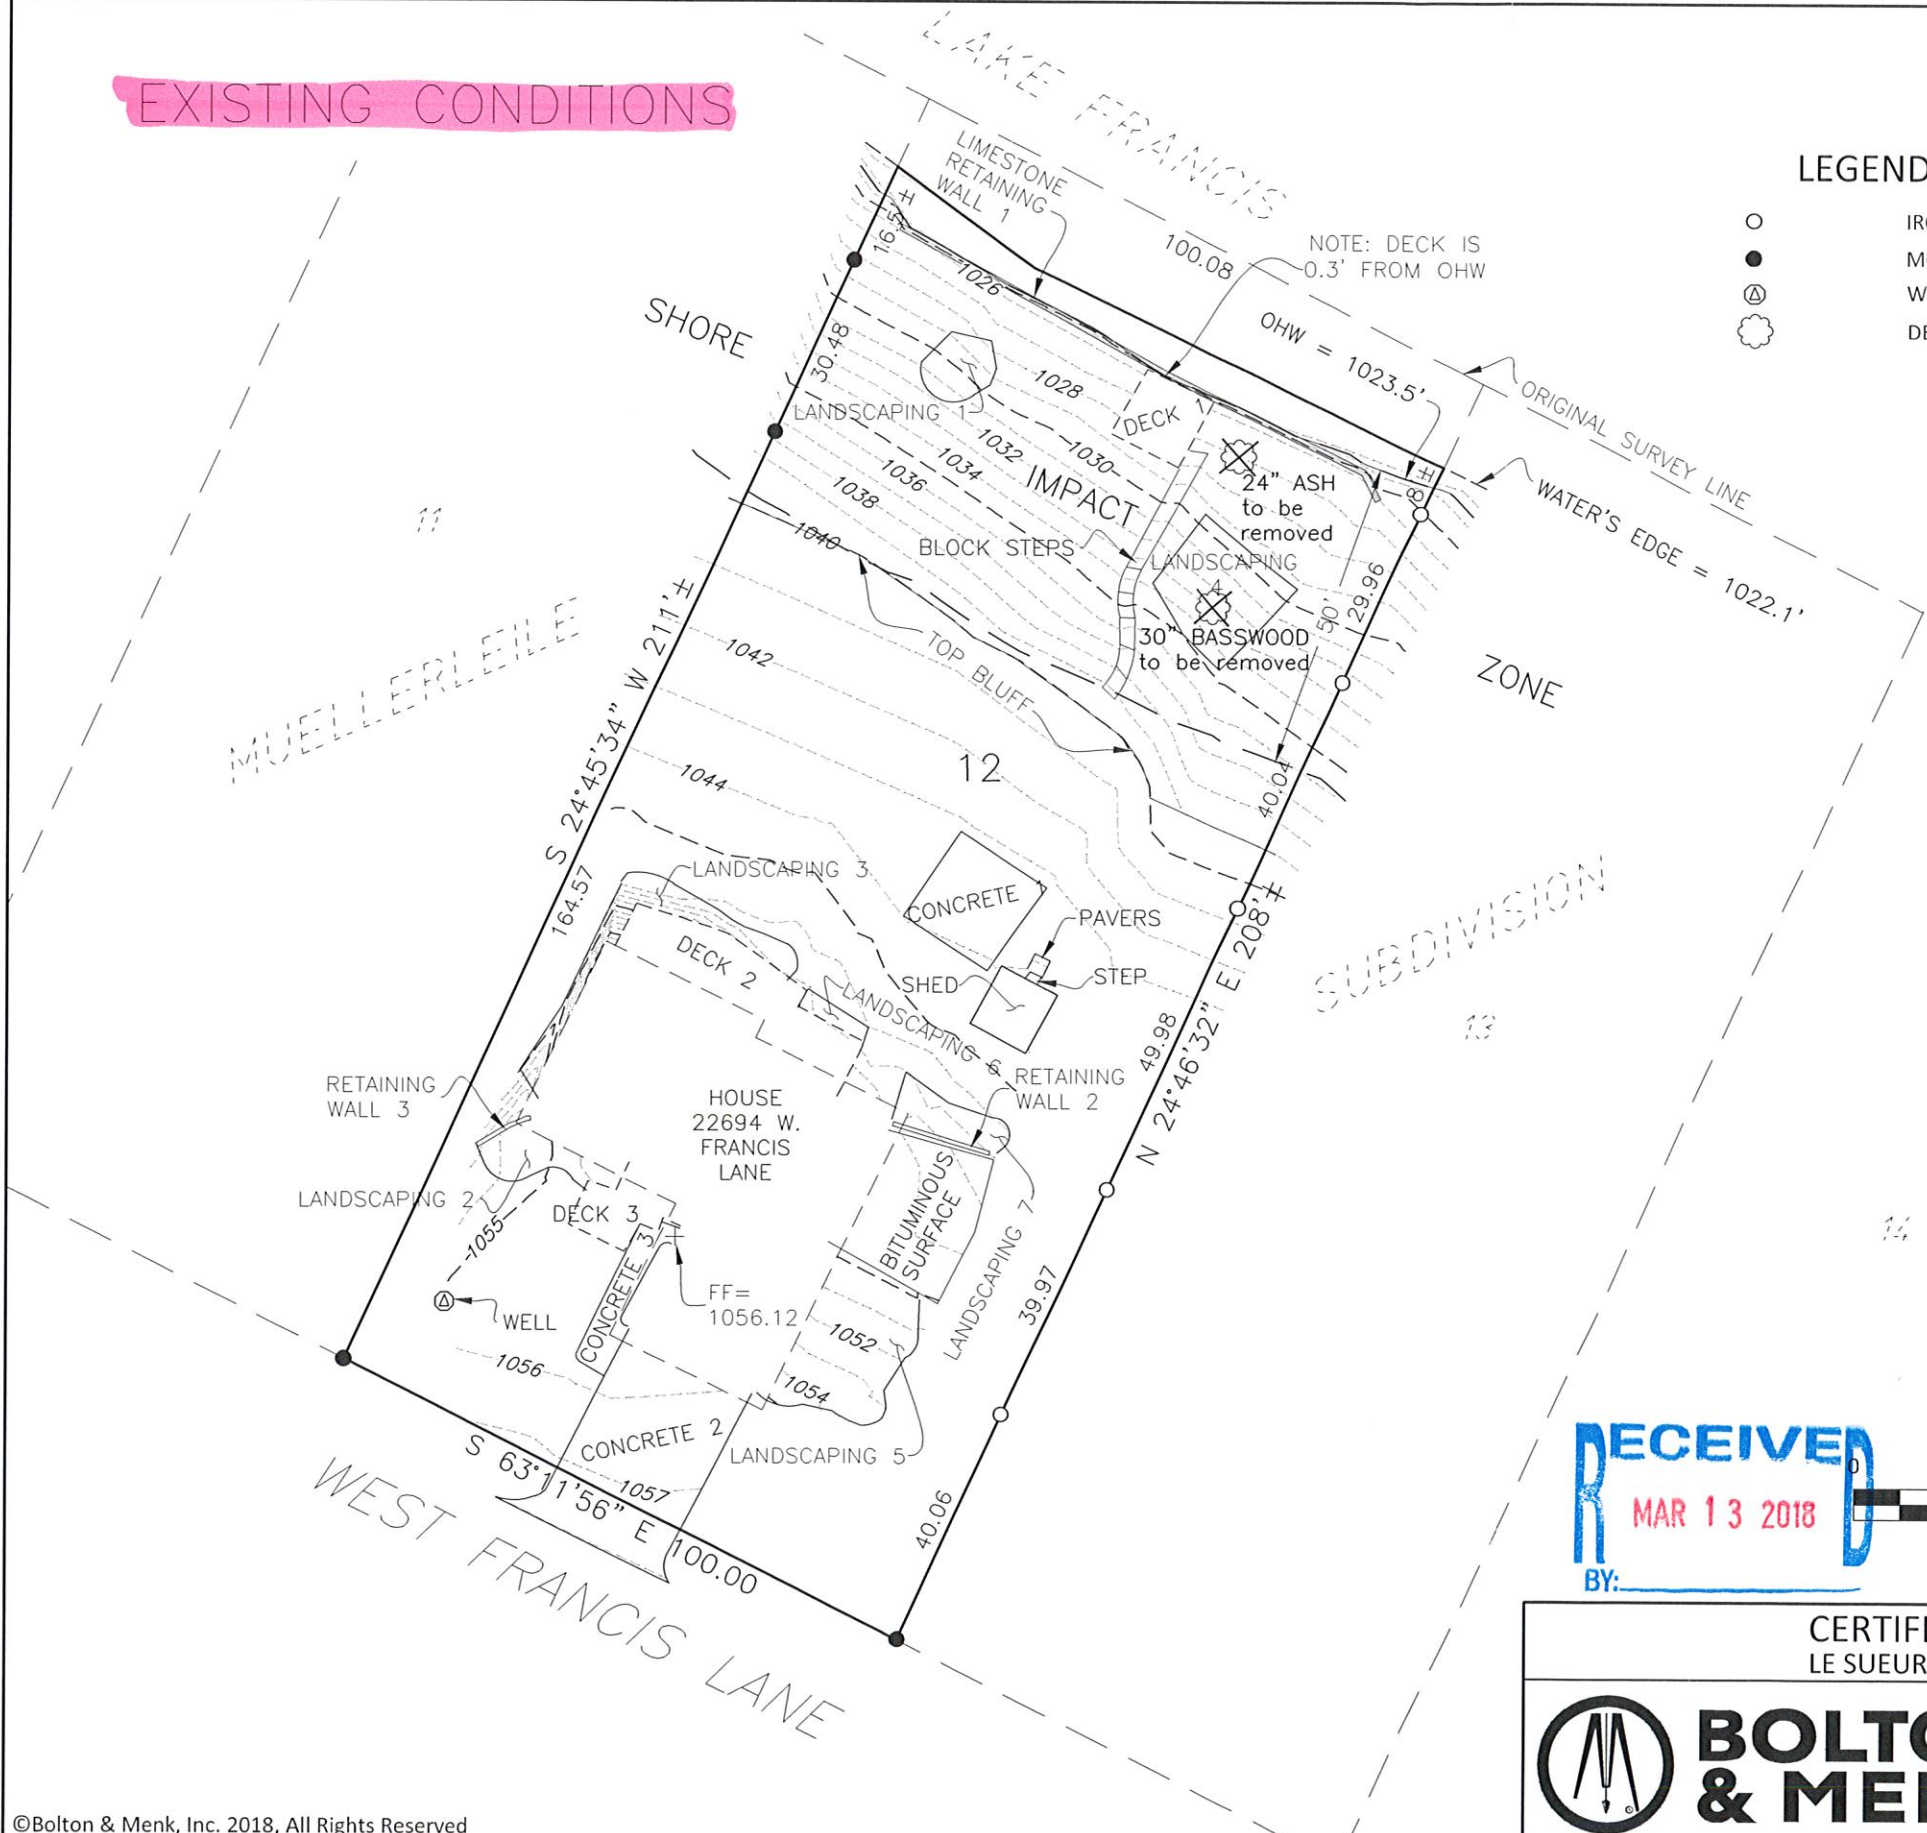 EXISTING CONDITIONS
LAKE FRANCIS
LIMESTONE
RETAINING
WALL 1
100.08
NOTE: DECK IS
0.3' FROM OHW
LEGEND
16.5'±
1026
SHORE
30.48
OHW = 1023.5'
ORIGINAL SURVEY LINE
WATER'S EDGE = 1022.1'
LANDSCAPING 1
1028
DECK 1
1030
1032
1034
1036
1038
1040
IMPACT
24" ASH
to be
removed
8'±
BLOCK STEPS
LANDSCAPING
4
30" BASSWOOD
to be removed
50'
29.96
ZONE
11
MUELLERLEILE
S 24°45'34" W 211'±
1042
TOP BLUFF
12
1044
40.04
164.57
LANDSCAPING 3
CONCRETE 1
PAVERS
STEP
SHED
DECK 2
LANDSCAPING 6
SUBDIVISION
13
14
N 24°46'32" E 208'±
49.98
RETAINING
WALL 3
HOUSE
22694 W.
FRANCIS
LANE
RETAINING
WALL 2
BITUMINOUS
SURFACE
LANDSCAPING 7
LANDSCAPING 2
DECK 3
1055
CONCRETE 3
FF=
1056.12
WELL
39.97
1056
1052
1054
CONCRETE 2
LANDSCAPING 5
1057
S 63°11'56" E 100.00
40.06
WEST FRANCIS LANE
RECEIVED
MAR 13 2018
BY:
0
LE SUEUR
& 
©Bolton & Menk, Inc. 2018, All Rights Reserved